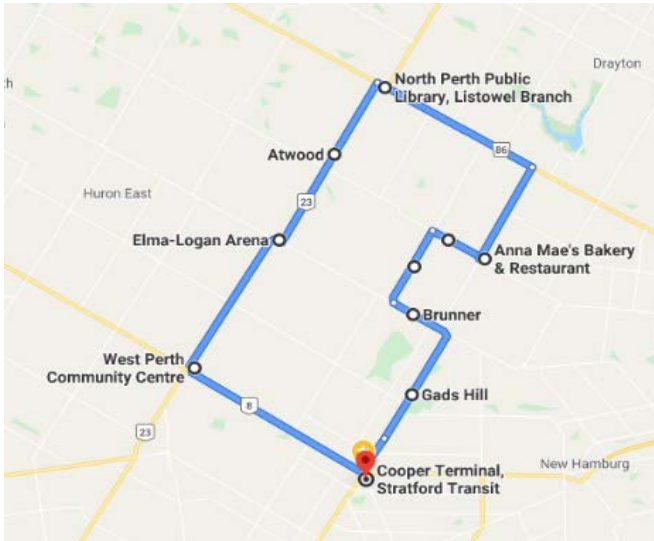 Drayton
North Perth Public
Library, Listowel Branch
86
Atwood
Huron East
23
Elma-Logan Arena
Anna Mae's Bakery
& Restaurant
Brunner
West Perth
Community Centre
Gads Hill
8
23
New Hamburg
Cooper Terminal,
Stratford Transit